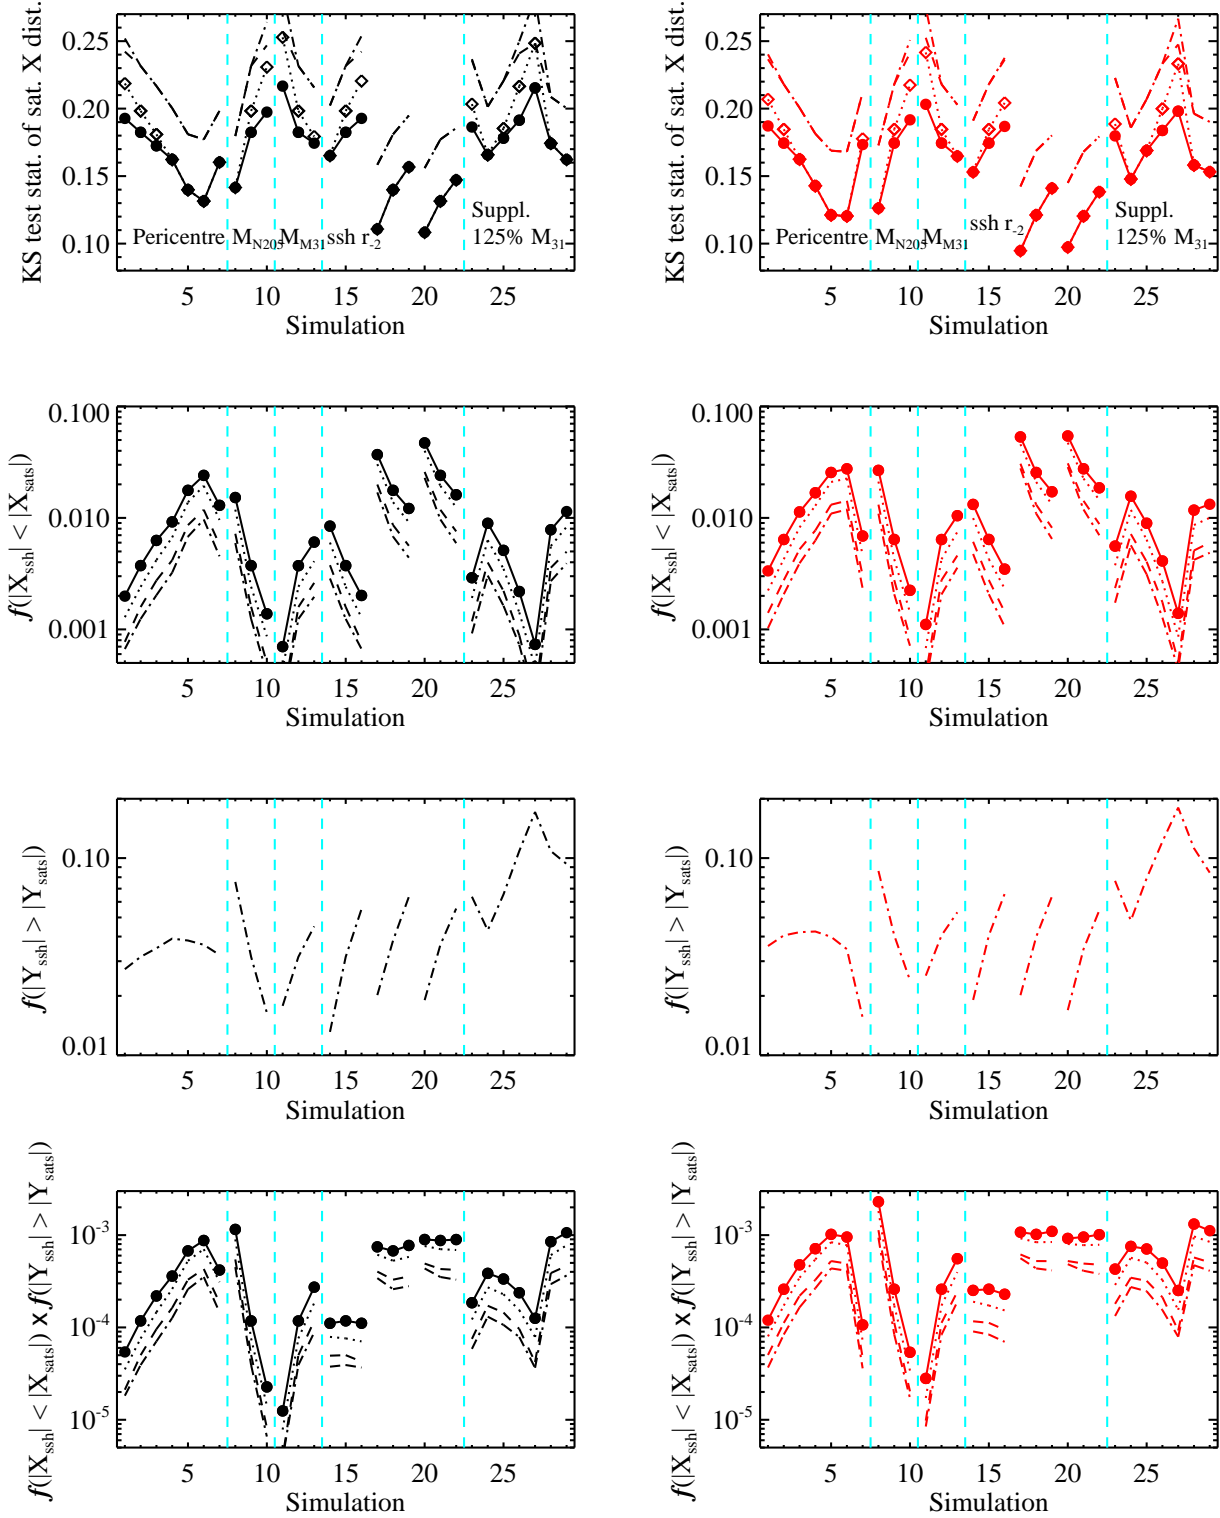 KS test stat. of sat. X dist.
0.25
0.20
0.15
0.10
Pericentre M_N205 M_M31 ssh r_-2
Suppl.
125% M_31
5 10 15 20 25
Simulation
KS test stat. of sat. X dist.
0.25
0.20
0.15
0.10
Pericentre M_N205 M_M31
ssh r_-2
Suppl.
125% M_31
5 10 15 20 25
Simulation
f(|X_ssh| < |X_sats|)
0.100
0.010
0.001
5 10 15 20 25
Simulation
f(|X_ssh| < |X_sats|)
0.100
0.010
0.001
5 10 15 20 25
Simulation
f(|Y_ssh| > |Y_sats|)
0.10
0.01
5 10 15 20 25
Simulation
f(|Y_ssh| > |Y_sats|)
0.10
0.01
5 10 15 20 25
Simulation
f(|X_ssh| < |X_sats|) x f(|Y_ssh| > |Y_sats|)
10^-3
10^-4
10^-5
5 10 15 20 25
Simulation
f(|X_ssh| < |X_sats|) x f(|Y_ssh| > |Y_sats|)
10^-3
10^-4
10^-5
5 10 15 20 25
Simulation